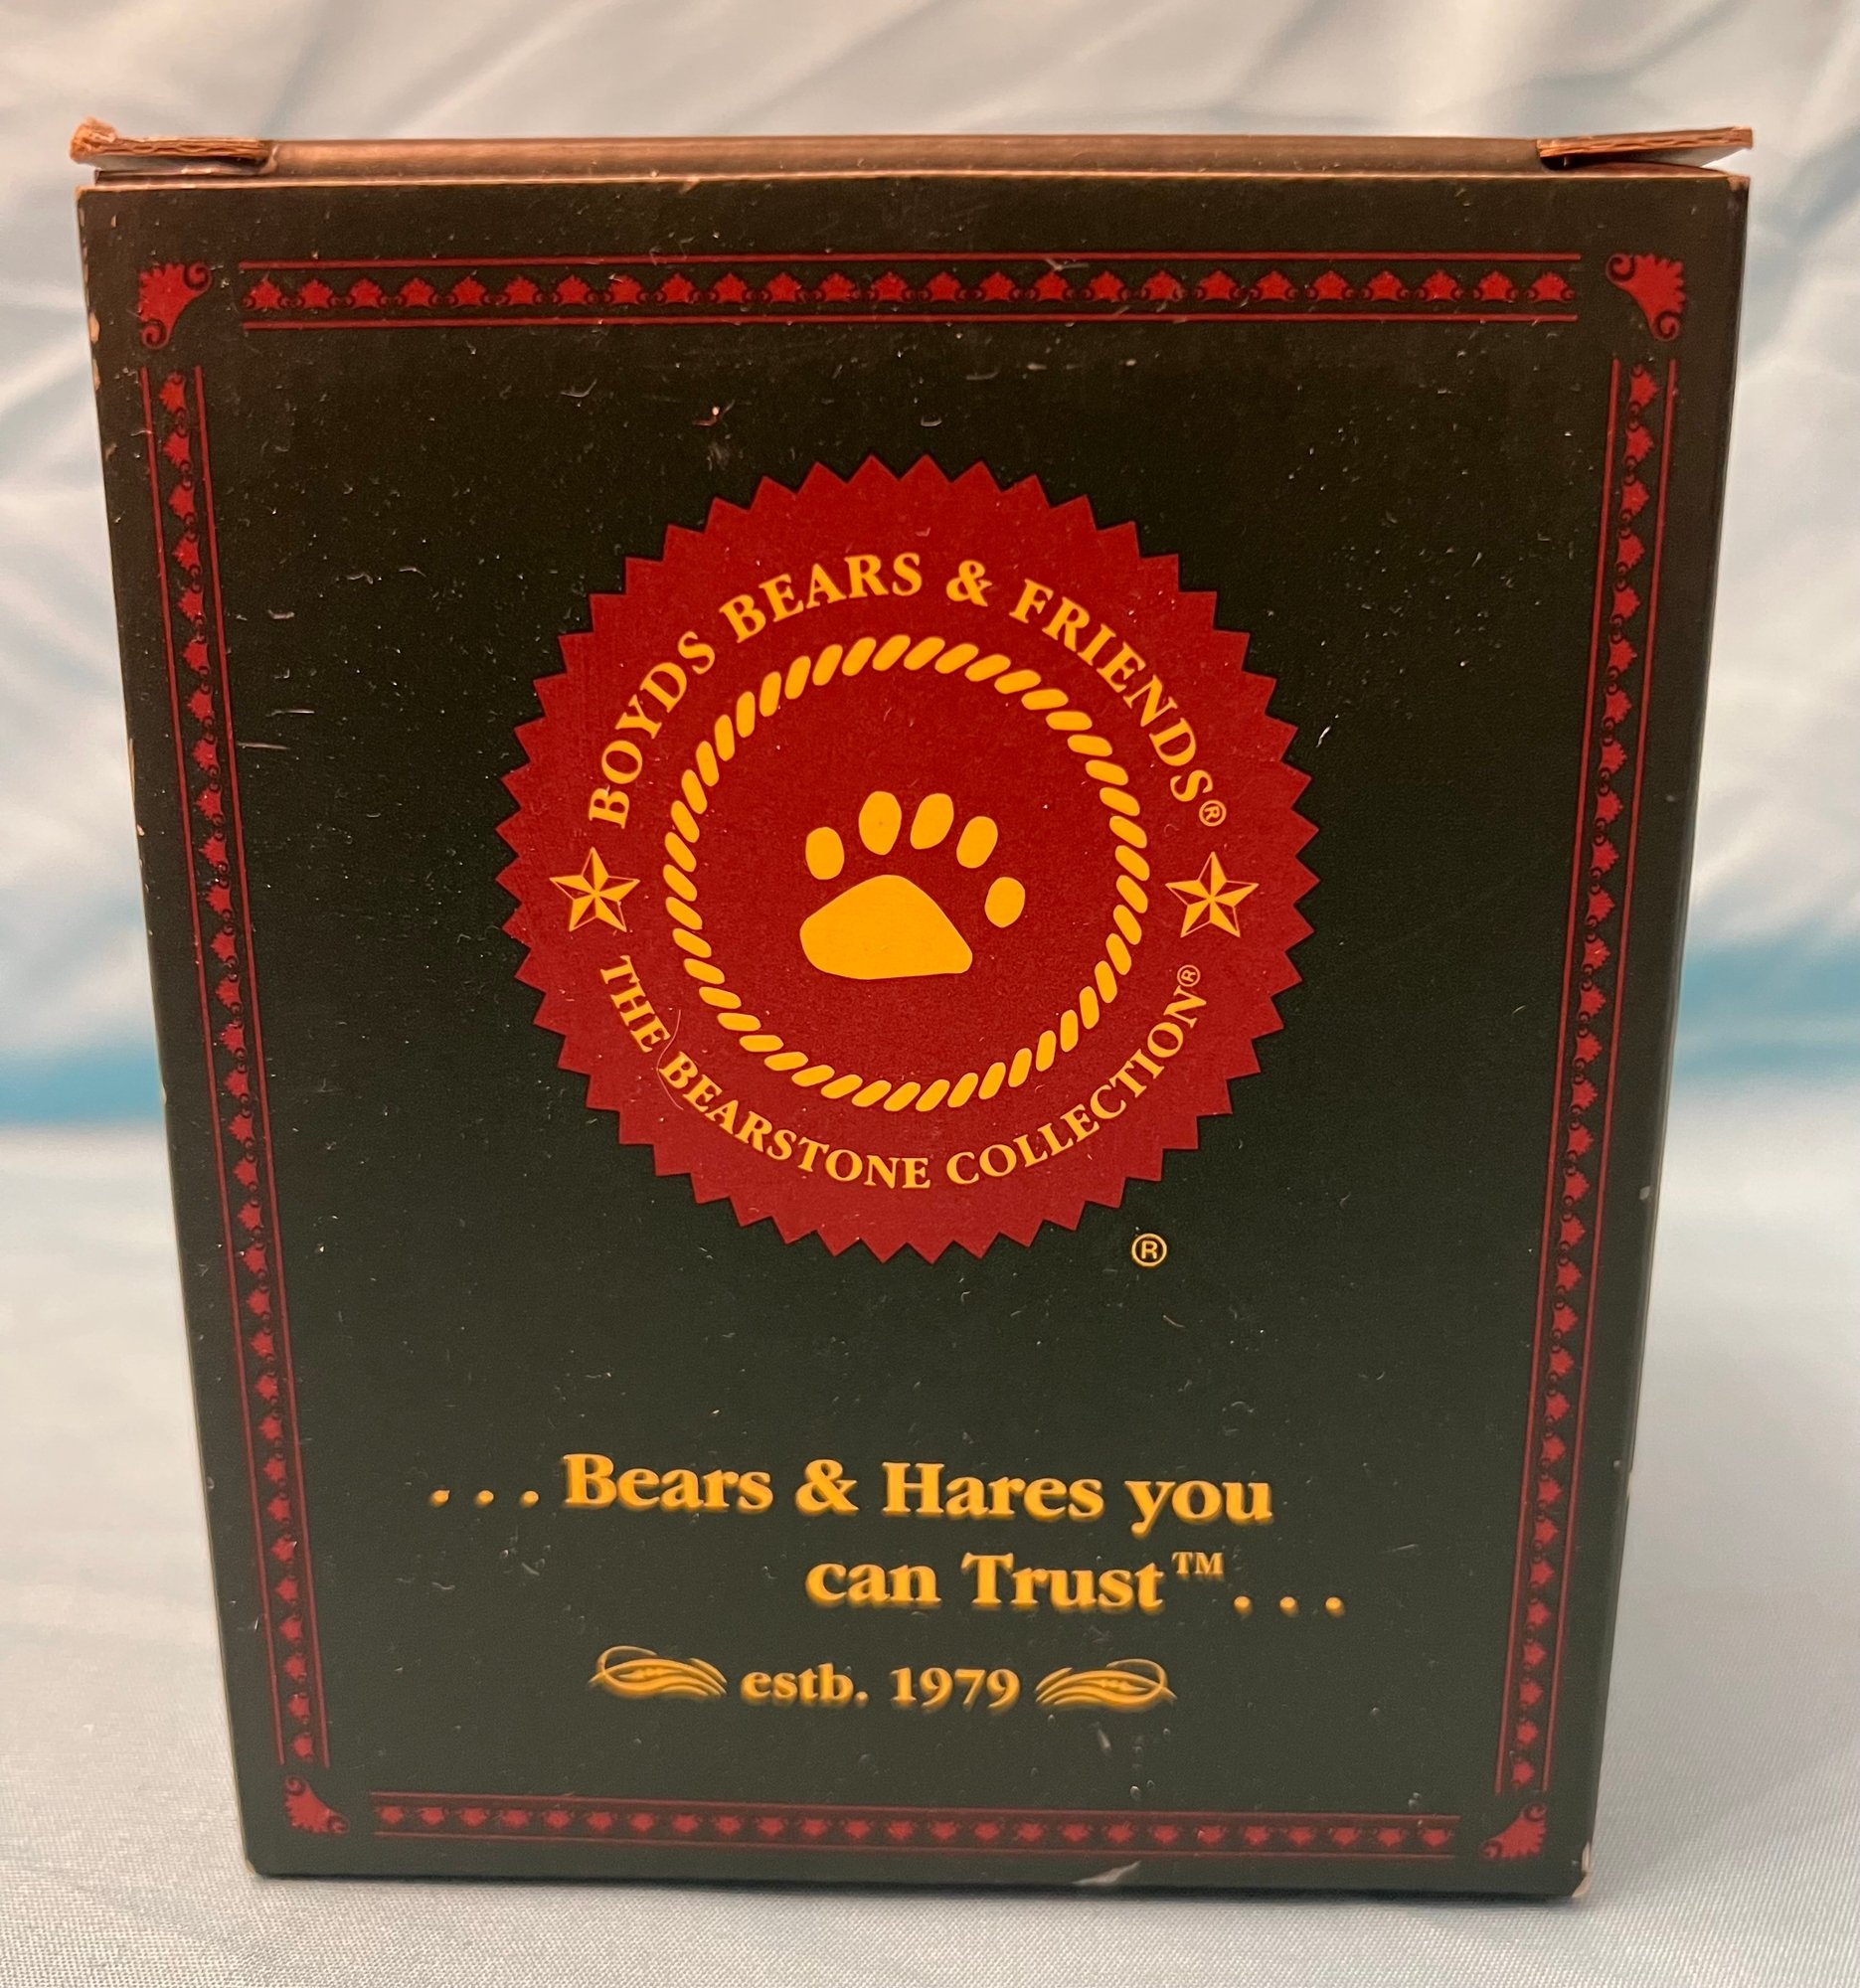 BOYDS BEARS & FRIENDS®
THE BEARSTONE COLLECTION®
®
...Bears & Hares you
can Trust™...
estb. 1979